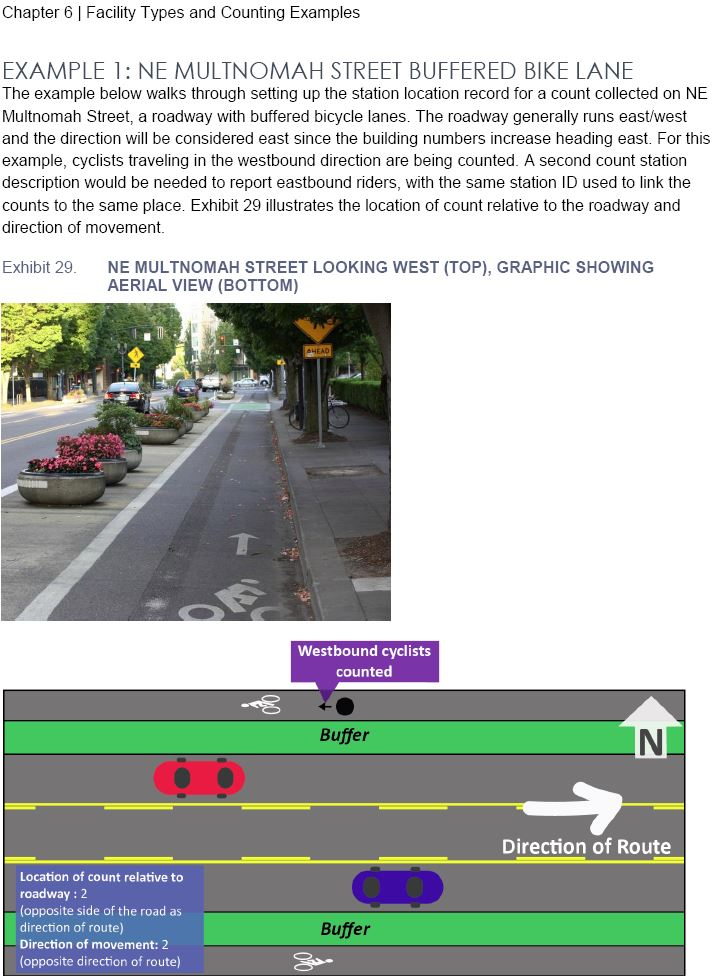 Chapter 6 | Facility Types and Counting Examples
EXAMPLE 1: NE MULTNOMAH STREET BUFFERED BIKE LANE
The example below walks through setting up the station location record for a count collected on NE
Multnomah Street, a roadway with buffered bicycle lanes. The roadway generally runs east/west
and the direction will be considered east since the building numbers increase heading east. For this
example, cyclists traveling in the westbound direction are being counted. A second count station
description would be needed to report eastbound riders, with the same station ID used to link the
counts to the same place. Exhibit 29 illustrates the location of count relative to the roadway and
direction of movement.
Exhibit 29. NE MULTNOMAH STREET LOOKING WEST (TOP), GRAPHIC SHOWING
AERIAL VIEW (BOTTOM)
AHEAD
Westbound cyclists
counted
Buffer
N
Direction of Route
Location of count relative to
roadway : 2
(opposite side of the road as
direction of route)
Direction of movement: 2
(opposite direction of route)
Buffer